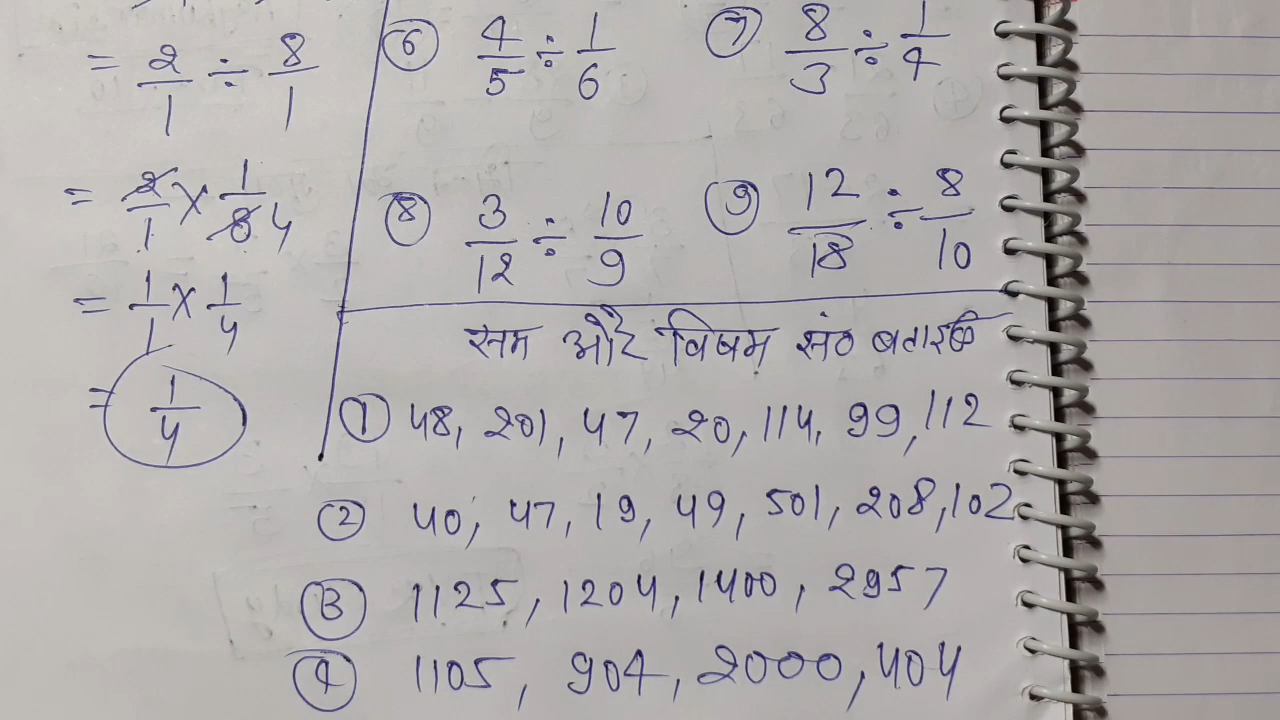 = 2/1 ÷ 8/1
= 2/1 × 1/8 4
= 1/1 × 1/4
= 1/4
⑥ 4/5 ÷ 1/6 ⑦ 8/3 ÷ 1/4
⑧ 3/12 ÷ 10/9 ⑨ 12/18 ÷ 8/10
सम और विषम सं०
① 48, 201, 47, 20, 114, 99, 112
② 40, 47, 19, 49, 501, 208, 102
③ 1125, 1204, 1400, 2957
④ 1105, 904, 2000, 404